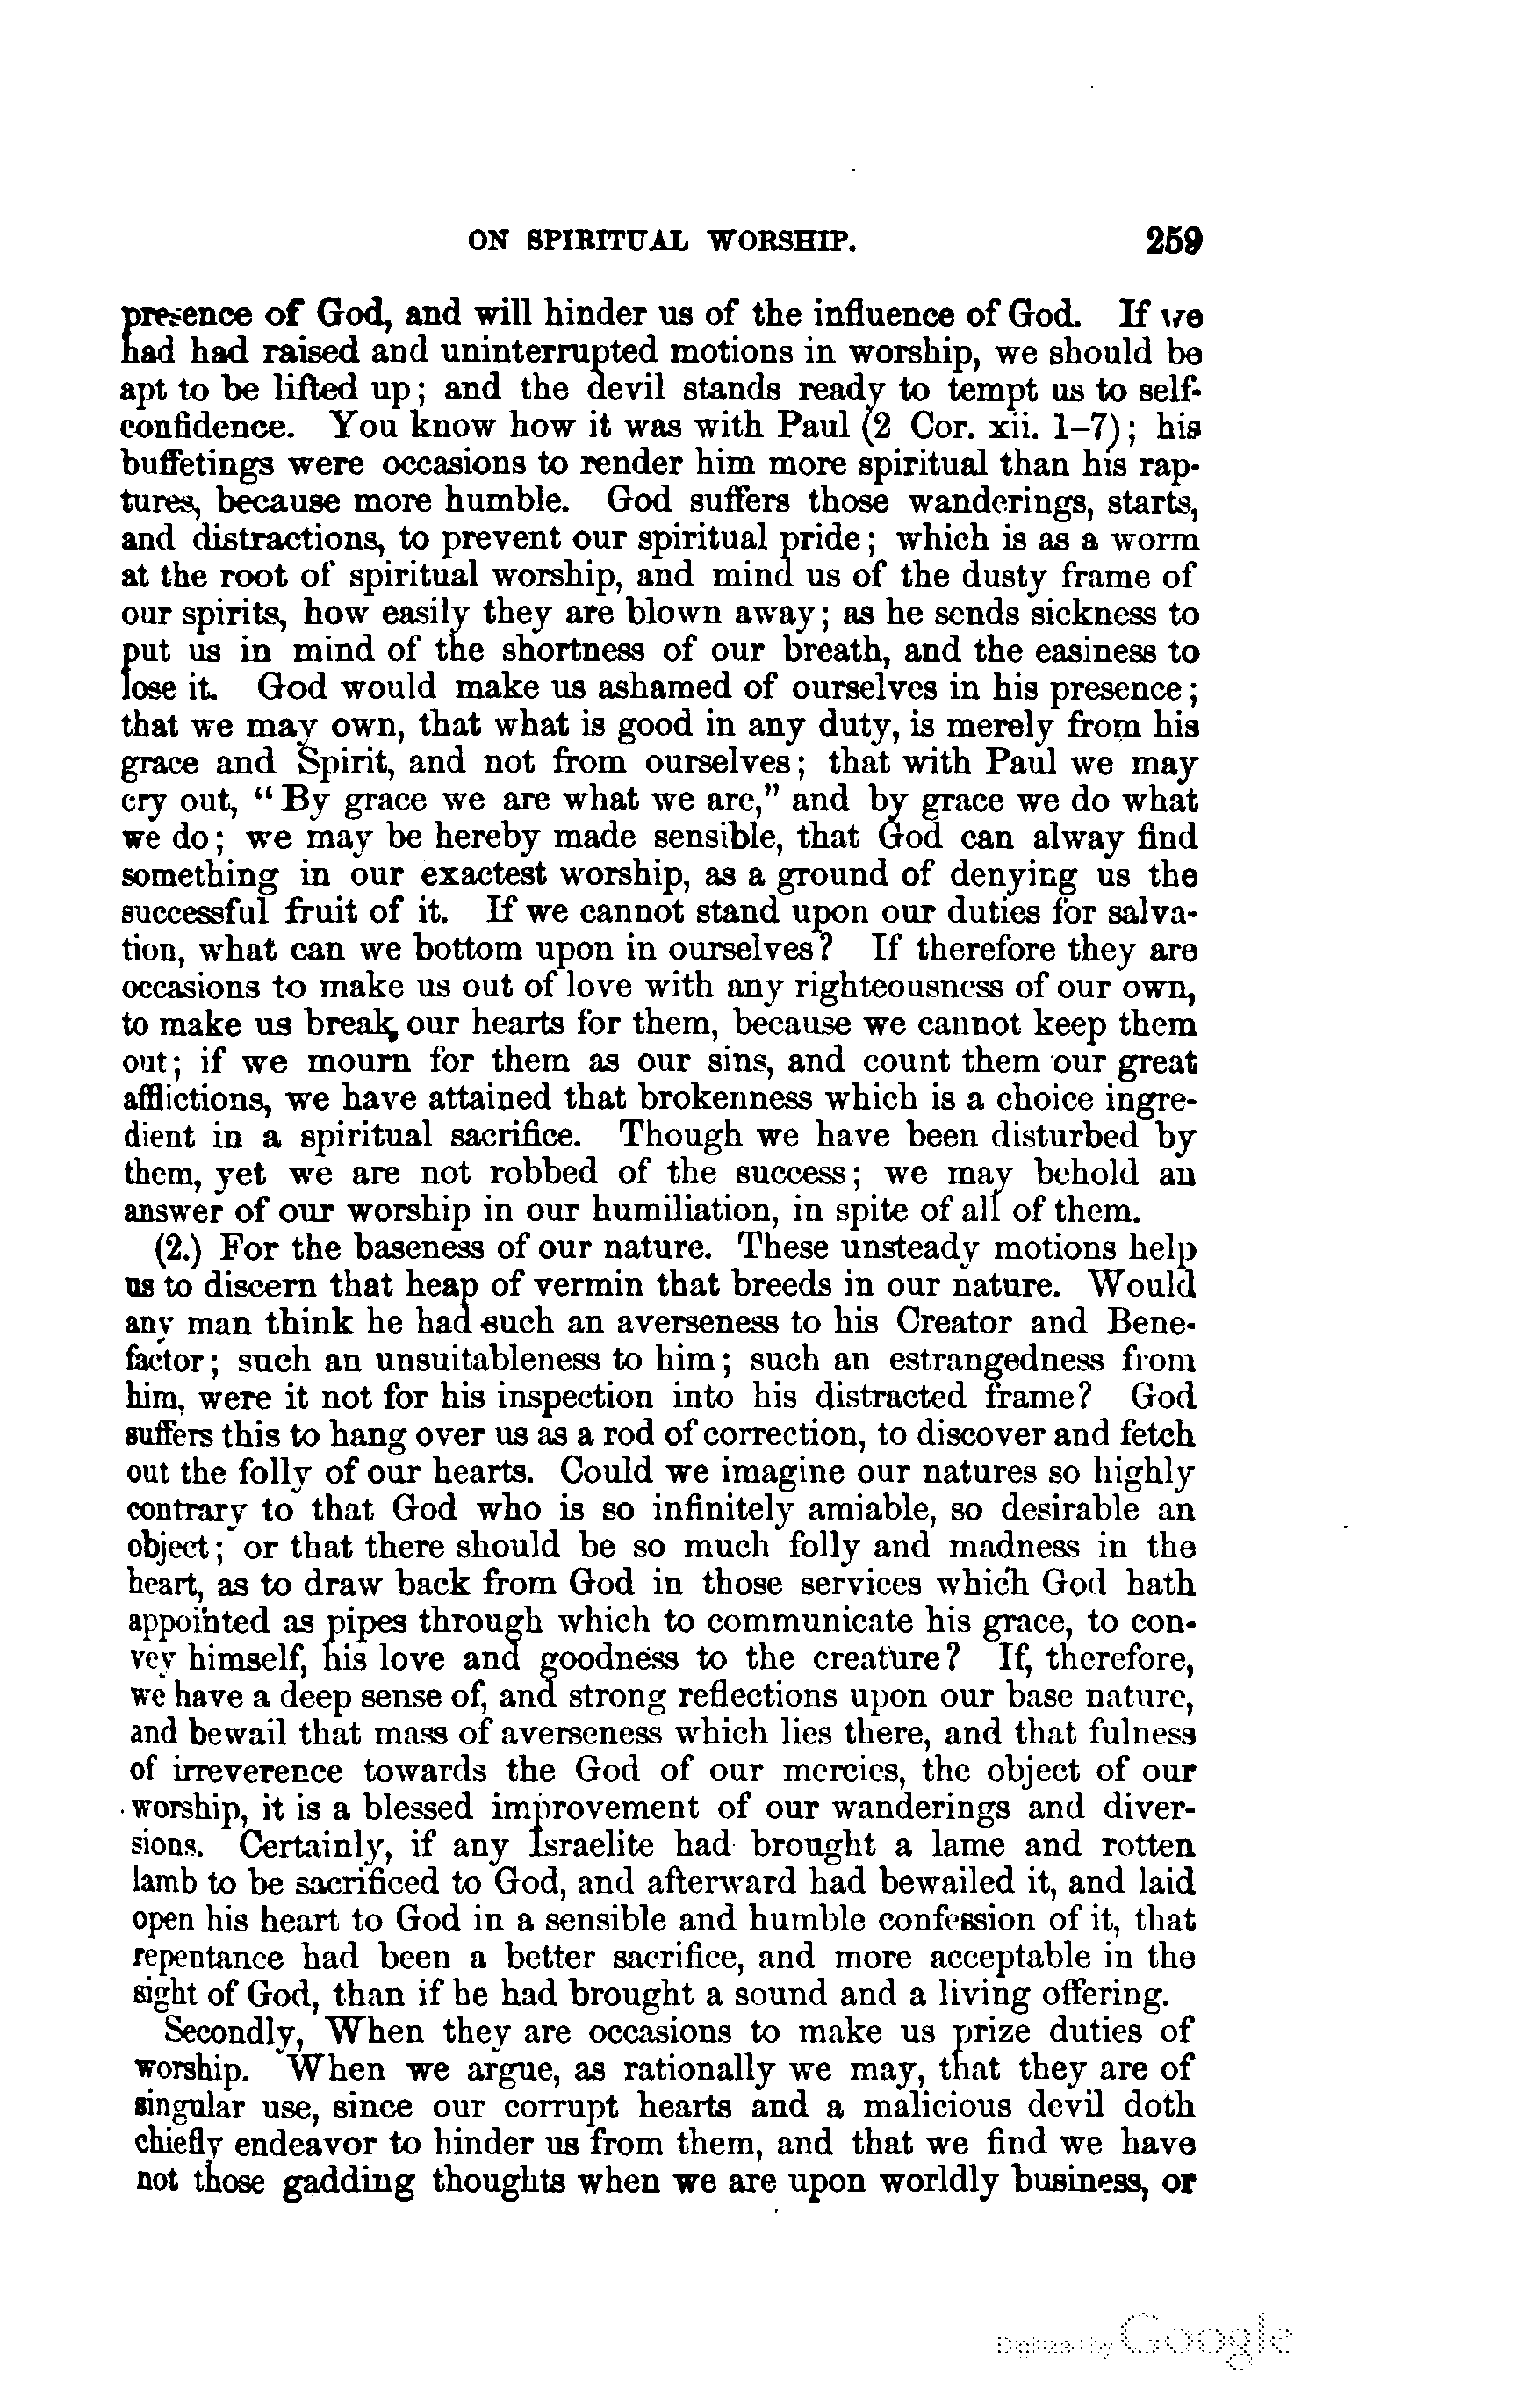 ON SPIRITUAL WORSHIP. 259
presence of God, and will hinder us of the influence of God. If we
had had raised and uninterrupted motions in worship, we should be
apt to be lifted up; and the devil stands ready to tempt us to self-
confidence. You know how it was with Paul (2 Cor. xii. 1–7); his
buffetings were occasions to render him more spiritual than his rap-
tures, because more humble. God suffers those wanderings, starts,
and distractions, to prevent our spiritual pride; which is as a worm
at the root of spiritual worship, and mind us of the dusty frame of
our spirits, how easily they are blown away; as he sends sickness to
put us in mind of the shortness of our breath, and the easiness to
lose it. God would make us ashamed of ourselves in his presence;
that we may own, that what is good in any duty, is merely from his
grace and Spirit, and not from ourselves; that with Paul we may
cry out, “By grace we are what we are,” and by grace we do what
we do; we may be hereby made sensible, that God can alway find
something in our exactest worship, as a ground of denying us the
successful fruit of it. If we cannot stand upon our duties for salva-
tion, what can we bottom upon in ourselves? If therefore they are
occasions to make us out of love with any righteousness of our own,
to make us break our hearts for them, because we cannot keep them
out; if we mourn for them as our sins, and count them our great
afflictions, we have attained that brokenness which is a choice ingre-
dient in a spiritual sacrifice. Though we have been disturbed by
them, yet we are not robbed of the success; we may behold an
answer of our worship in our humiliation, in spite of all of them.
(2.) For the baseness of our nature. These unsteady motions help
us to discern that heap of vermin that breeds in our nature. Would
any man think he had such an averseness to his Creator and Bene-
factor; such an unsuitableness to him; such an estrangedness from
him, were it not for his inspection into his distracted frame? God
suffers this to hang over us as a rod of correction, to discover and fetch
out the folly of our hearts. Could we imagine our natures so highly
contrary to that God who is so infinitely amiable, so desirable an
object; or that there should be so much folly and madness in the
heart, as to draw back from God in those services which God hath
appointed as pipes through which to communicate his grace, to con-
vey himself, his love and goodness to the creature? If, therefore,
we have a deep sense of, and strong reflections upon our base nature,
and bewail that mass of averseness which lies there, and that fulness
of irreverence towards the God of our mercies, the object of our
worship, it is a blessed improvement of our wanderings and diver-
sions. Certainly, if any Israelite had brought a lame and rotten
lamb to be sacrificed to God, and afterward had bewailed it, and laid
open his heart to God in a sensible and humble confession of it, that
repentance had been a better sacrifice, and more acceptable in the
sight of God, than if he had brought a sound and a living offering.
Secondly, When they are occasions to make us prize duties of
worship. When we argue, as rationally we may, that they are of
singular use, since our corrupt hearts and a malicious devil doth
chiefly endeavor to hinder us from them, and that we find we have
not those gadding thoughts when we are upon worldly business, or
Digitized by Google